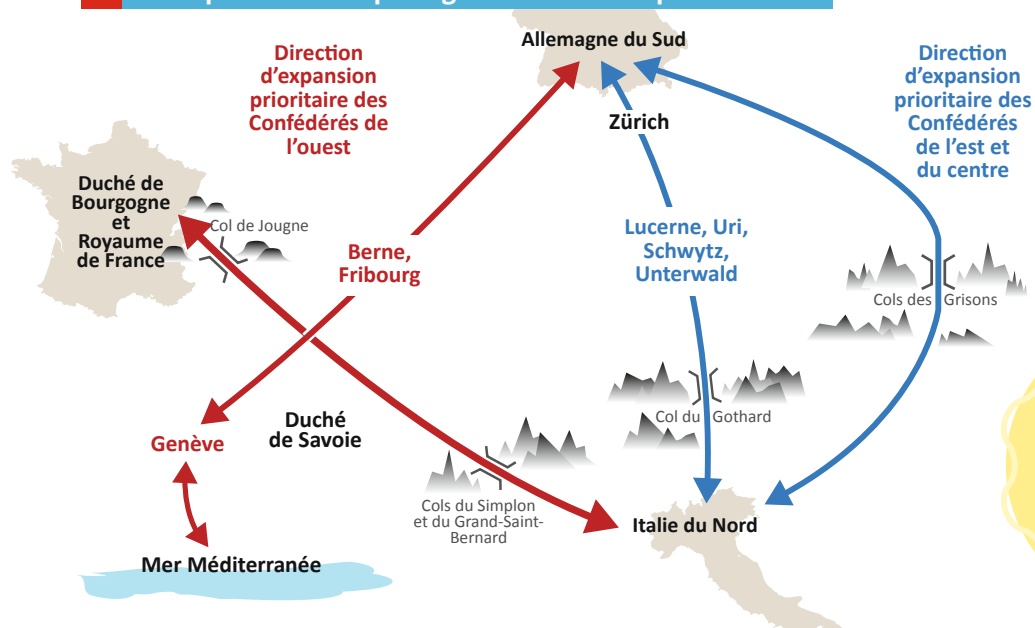 Allemagne du Sud
Direction
d'expansion
prioritaire des
Confédérés de
l'ouest
Direction
d'expansion
prioritaire des
Confédérés
de l'est et
du centre
Zürich
Duché de
Bourgogne
et
Royaume
de France
Col de Jougne
Berne,
Fribourg
Lucerne, Uri,
Schwytz,
Unterwald
Cols des Grisons
Col du Gothard
Duché
de Savoie
Genève
Cols du Simplon
et du Grand-Saint-
Bernard
Italie du Nord
Mer Méditerranée